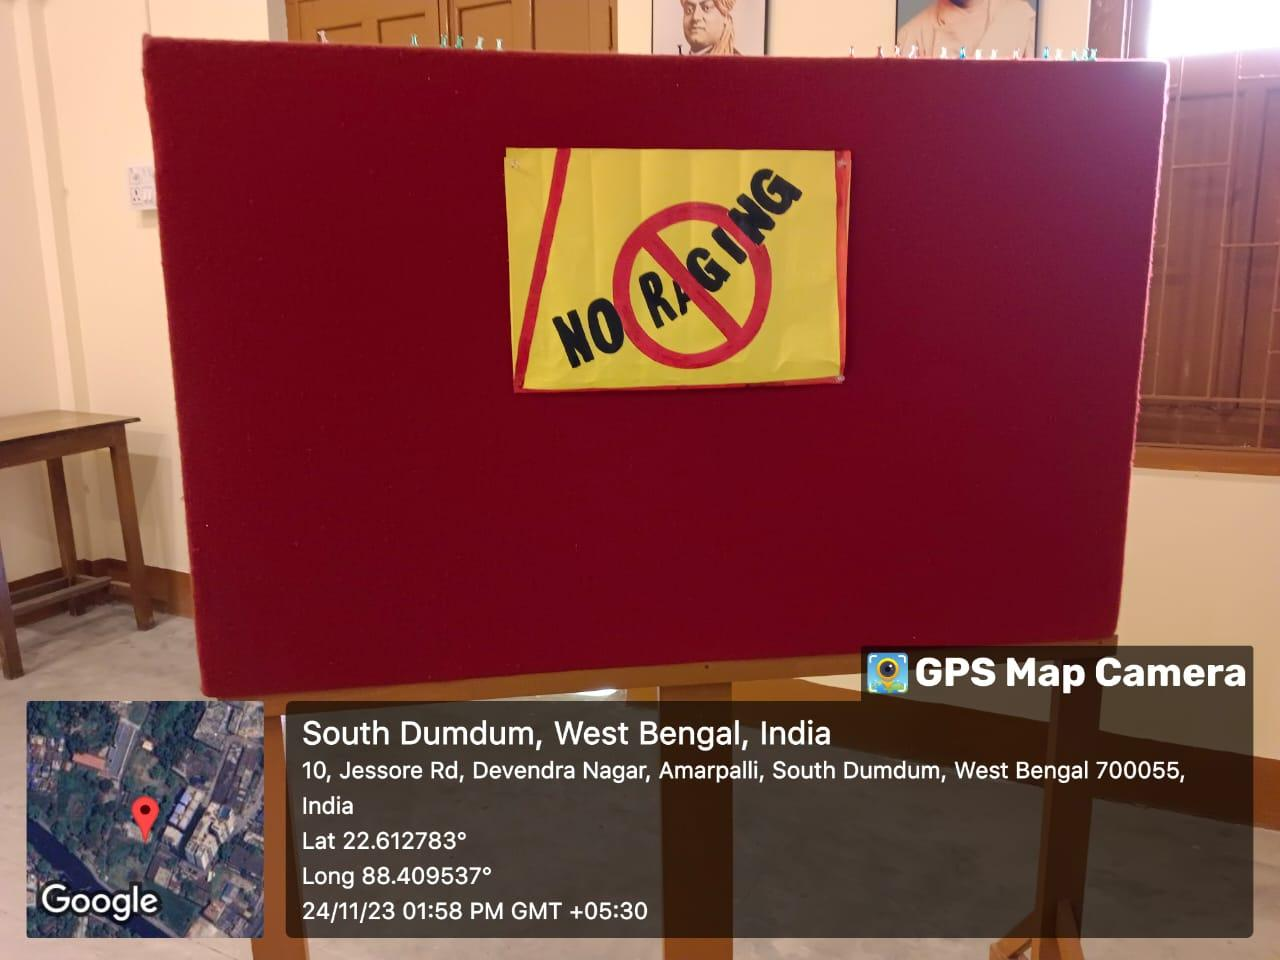 NO RAGING
GPS Map Camera
South Dumdum, West Bengal, India
10, Jessore Rd, Devendra Nagar, Amarpalli, South Dumdum, West Bengal 700055,
India
Lat 22.612783°
Long 88.409537°
24/11/23 01:58 PM GMT +05:30
Google